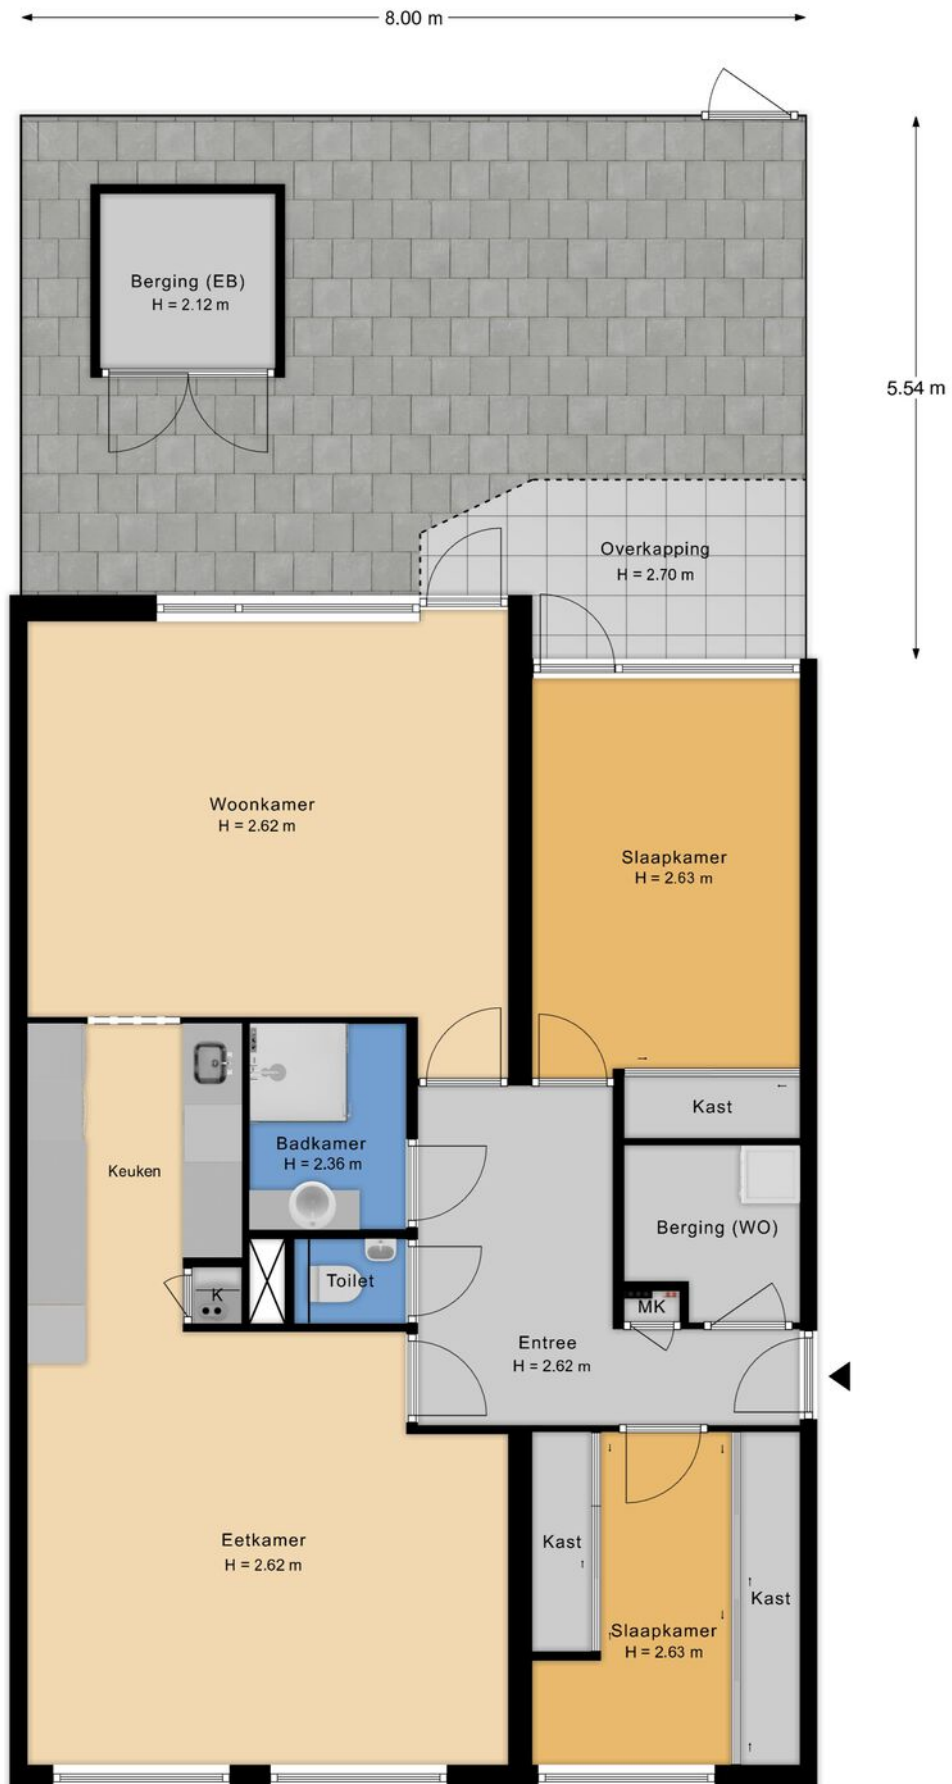 8.00 m
Berging (EB)
H = 2.12 m
5.54 m
Overkapping
H = 2.70 m
Woonkamer
H = 2.62 m
Slaapkamer
H = 2.63 m
Kast
Badkamer
H = 2.36 m
Keuken
Berging (WO)
Toilet
K
MK
Entree
H = 2.62 m
Eetkamer
H = 2.62 m
Kast
Kast
Slaapkamer
H = 2.63 m